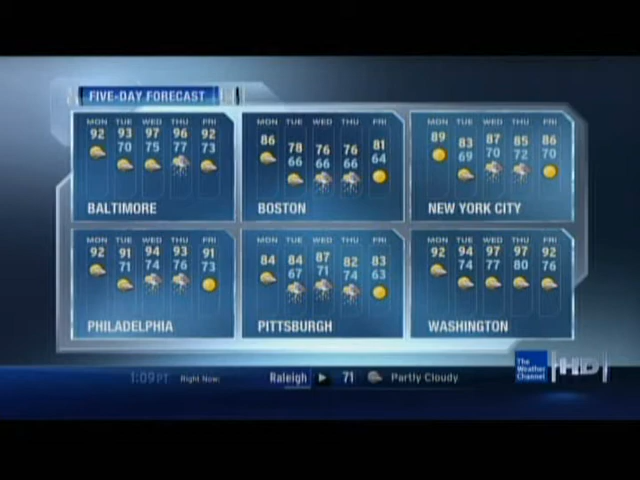 FIVE-DAY FORECAST
MON TUE WED THU FRI
92 93 97 96 92
70 75 77 73
BALTIMORE
MON TUE WED THU FRI
86 78 76 76 81
66 66 66 64
BOSTON
MON TUE WED THU FRI
89 83 87 85 86
69 70 72 70
NEW YORK CITY
MON TUE WED THU FRI
92 91 94 93 91
71 74 76 73
PHILADELPHIA
MON TUE WED THU FRI
84 84 87 82 83
67 71 74 63
PITTSBURGH
MON TUE WED THU FRI
92 94 97 97 92
74 77 80 76
WASHINGTON
The
Weather
Channel
HD
1:09PT Right Now: Raleigh 71 Partly Cloudy